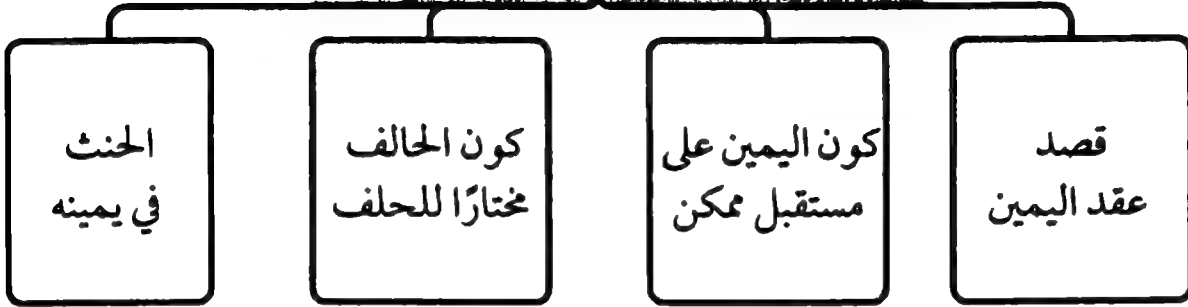 قصد
عقد اليمين
كون اليمين على
مستقبل ممكن
كون الحالف
مختارًا للحلف
الحنث
في يمينه